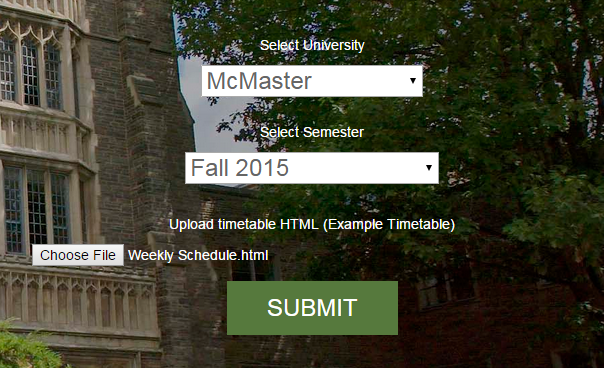 Select University
McMaster
Select Semester
Fall 2015
Upload timetable HTML (Example Timetable)
Choose File Weekly Schedule.html
SUBMIT